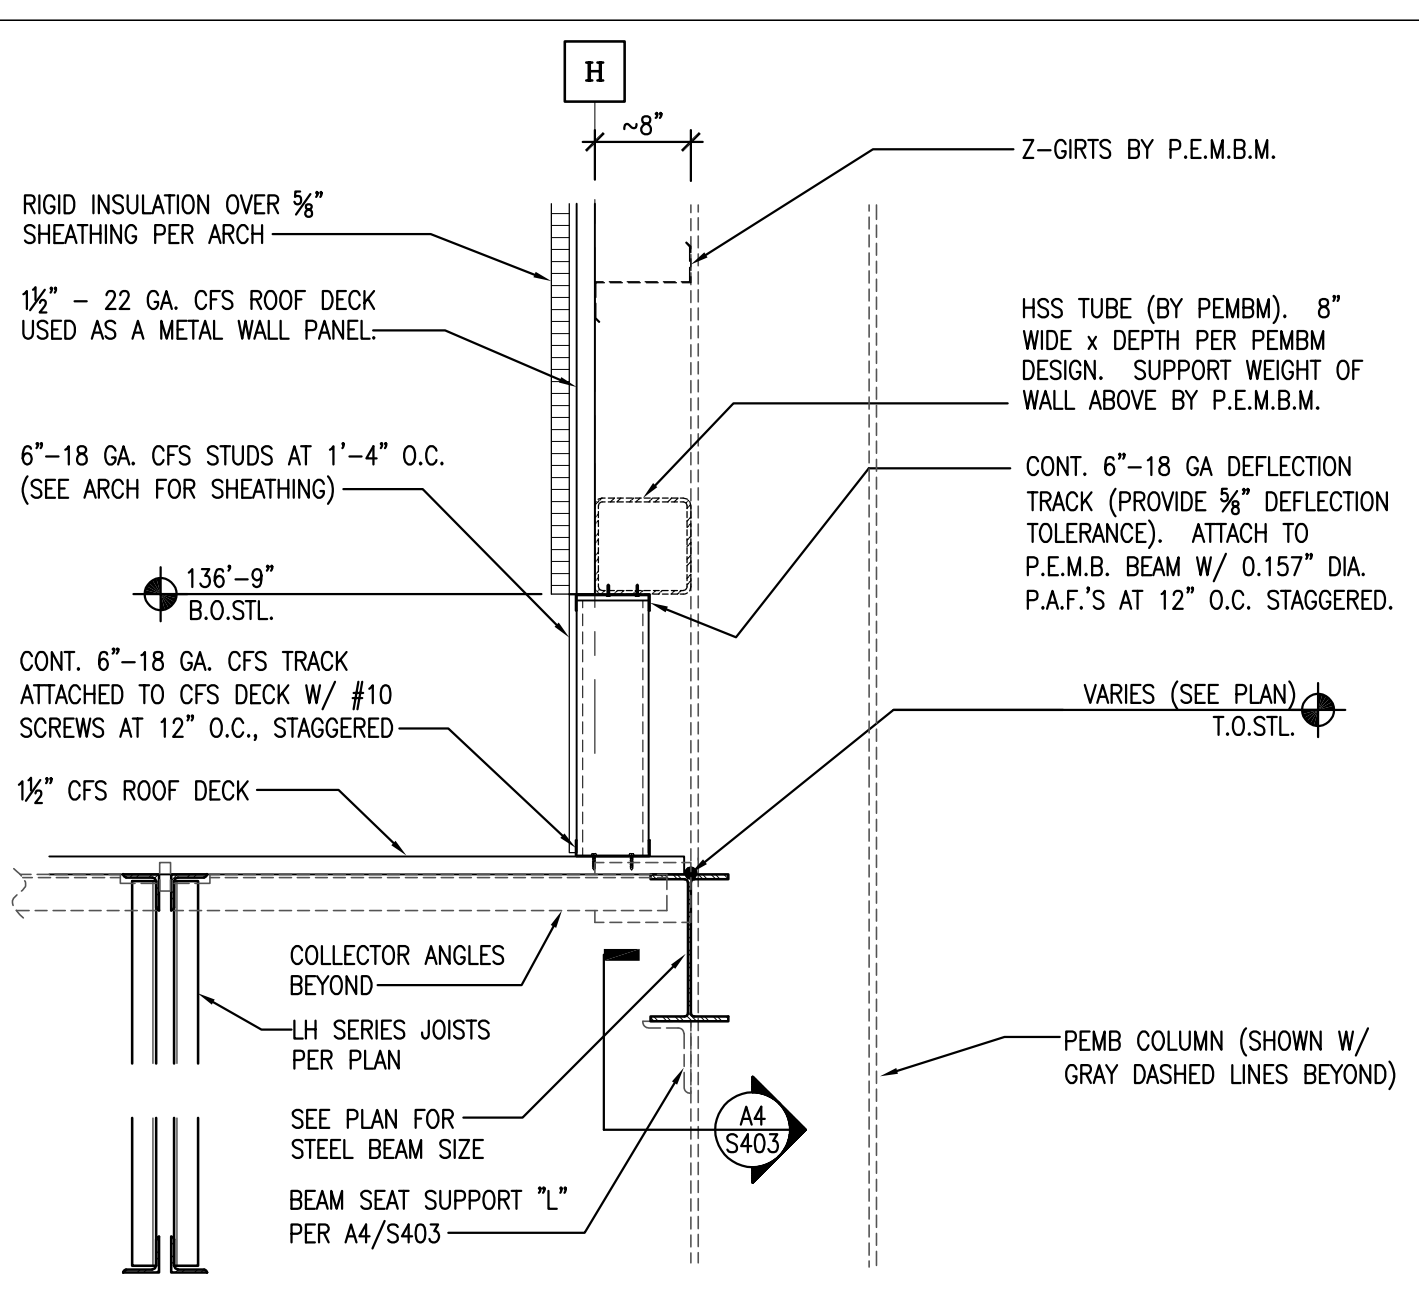 H
~8"
Z-GIRTS BY P.E.M.B.M.
RIGID INSULATION OVER ⅝"
SHEATHING PER ARCH
1½" - 22 GA. CFS ROOF DECK
USED AS A METAL WALL PANEL.
HSS TUBE (BY PEMBM). 8"
WIDE x DEPTH PER PEMBM
DESIGN. SUPPORT WEIGHT OF
WALL ABOVE BY P.E.M.B.M.
6"-18 GA. CFS STUDS AT 1'-4" O.C.
(SEE ARCH FOR SHEATHING)
CONT. 6"-18 GA DEFLECTION
TRACK (PROVIDE ⅝" DEFLECTION
TOLERANCE). ATTACH TO
P.E.M.B. BEAM W/ 0.157" DIA.
P.A.F.'S AT 12" O.C. STAGGERED.
136'-9"
B.O.STL.
CONT. 6"-18 GA. CFS TRACK
ATTACHED TO CFS DECK W/ #10
SCREWS AT 12" O.C., STAGGERED
VARIES (SEE PLAN)
T.O.STL.
1½" CFS ROOF DECK
COLLECTOR ANGLES
BEYOND
LH SERIES JOISTS
PER PLAN
PEMB COLUMN (SHOWN W/
GRAY DASHED LINES BEYOND)
SEE PLAN FOR
STEEL BEAM SIZE
A4
S403
BEAM SEAT SUPPORT "L"
PER A4/S403